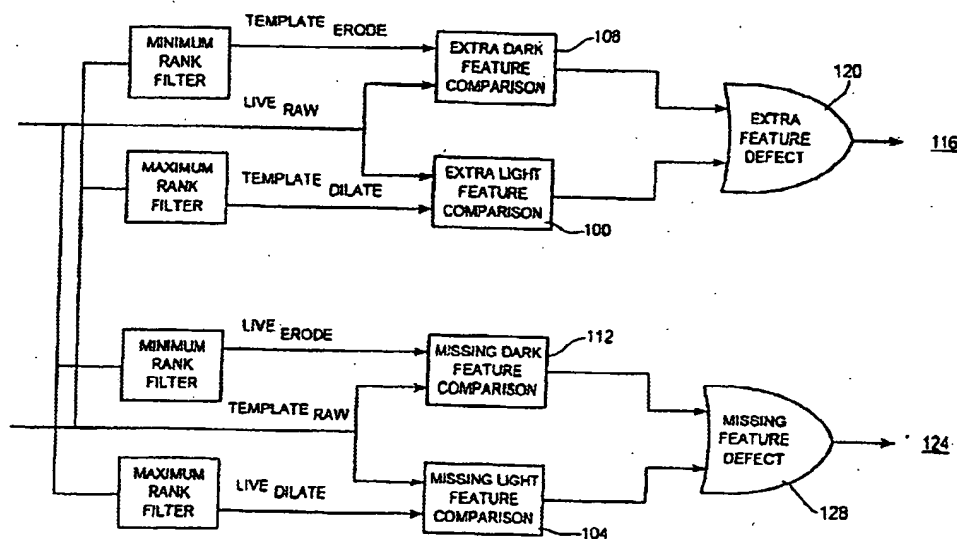 MINIMUM
RANK
FILTER
TEMPLATE ERODE
EXTRA DARK
FEATURE
COMPARISON
108
LIVE RAW
MAXIMUM
RANK
FILTER
TEMPLATE DILATE
EXTRA LIGHT
FEATURE
COMPARISON
100
EXTRA
FEATURE
DEFECT
120
116
MINIMUM
RANK
FILTER
LIVE ERODE
MISSING DARK
FEATURE
COMPARISON
112
TEMPLATE RAW
MAXIMUM
RANK
FILTER
LIVE DILATE
MISSING LIGHT
FEATURE
COMPARISON
104
MISSING
FEATURE
DEFECT
128
124